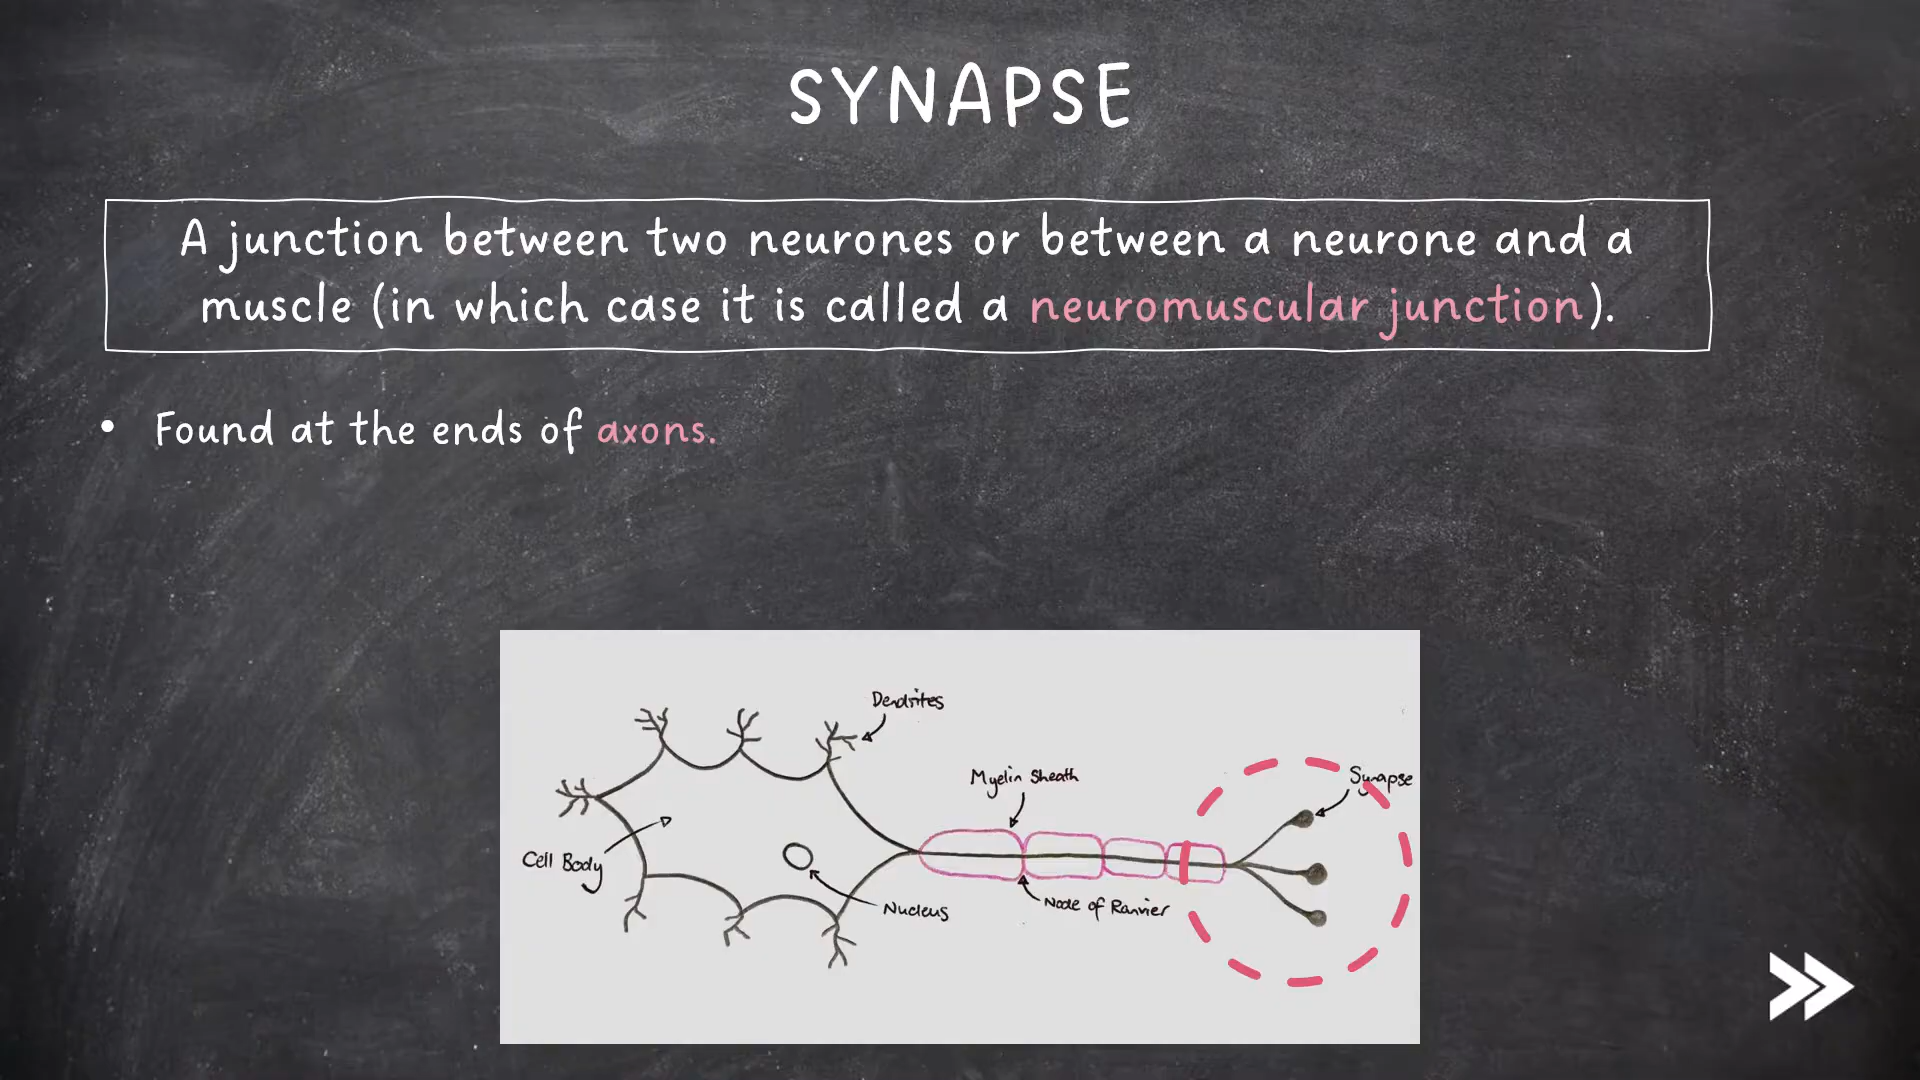 SYNAPSE
A junction between two neurones or between a neurone and a
muscle (in which case it is called a neuromuscular junction).
• Found at the ends of axons.
Dendrites
Myelin Sheath
Synapse
Cell Body
Nucleus
Node of Ranvier